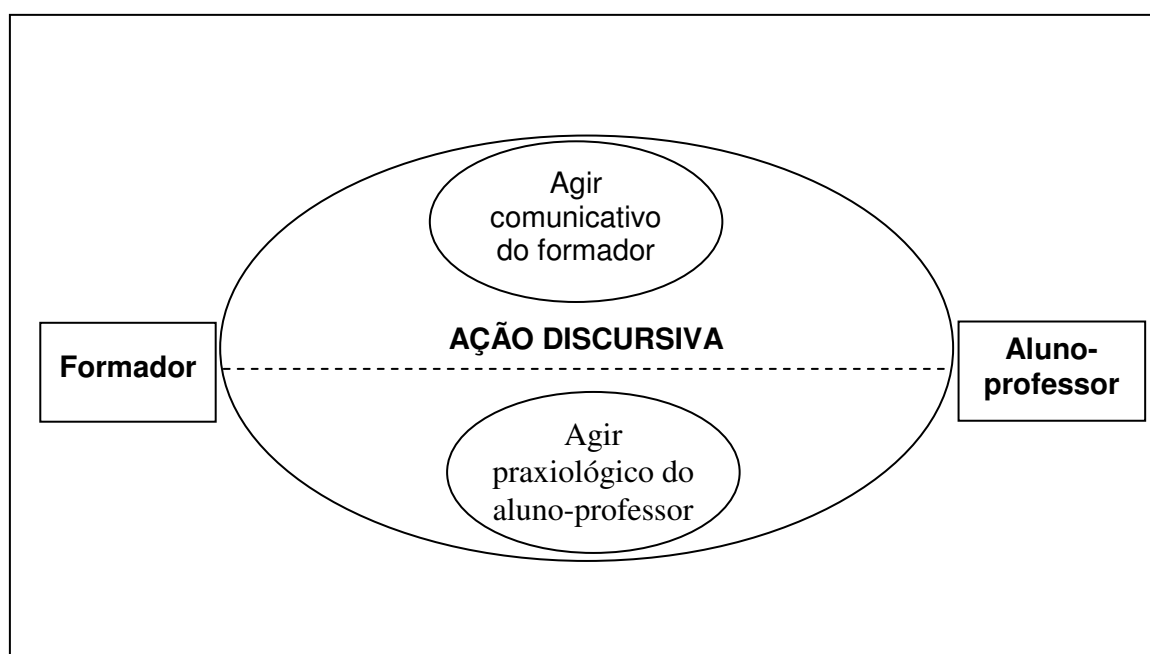 Agir
comunicativo
do formador
AÇÃO DISCURSIVA
Formador
Aluno-
professor
Agir
praxiológico do
aluno-professor